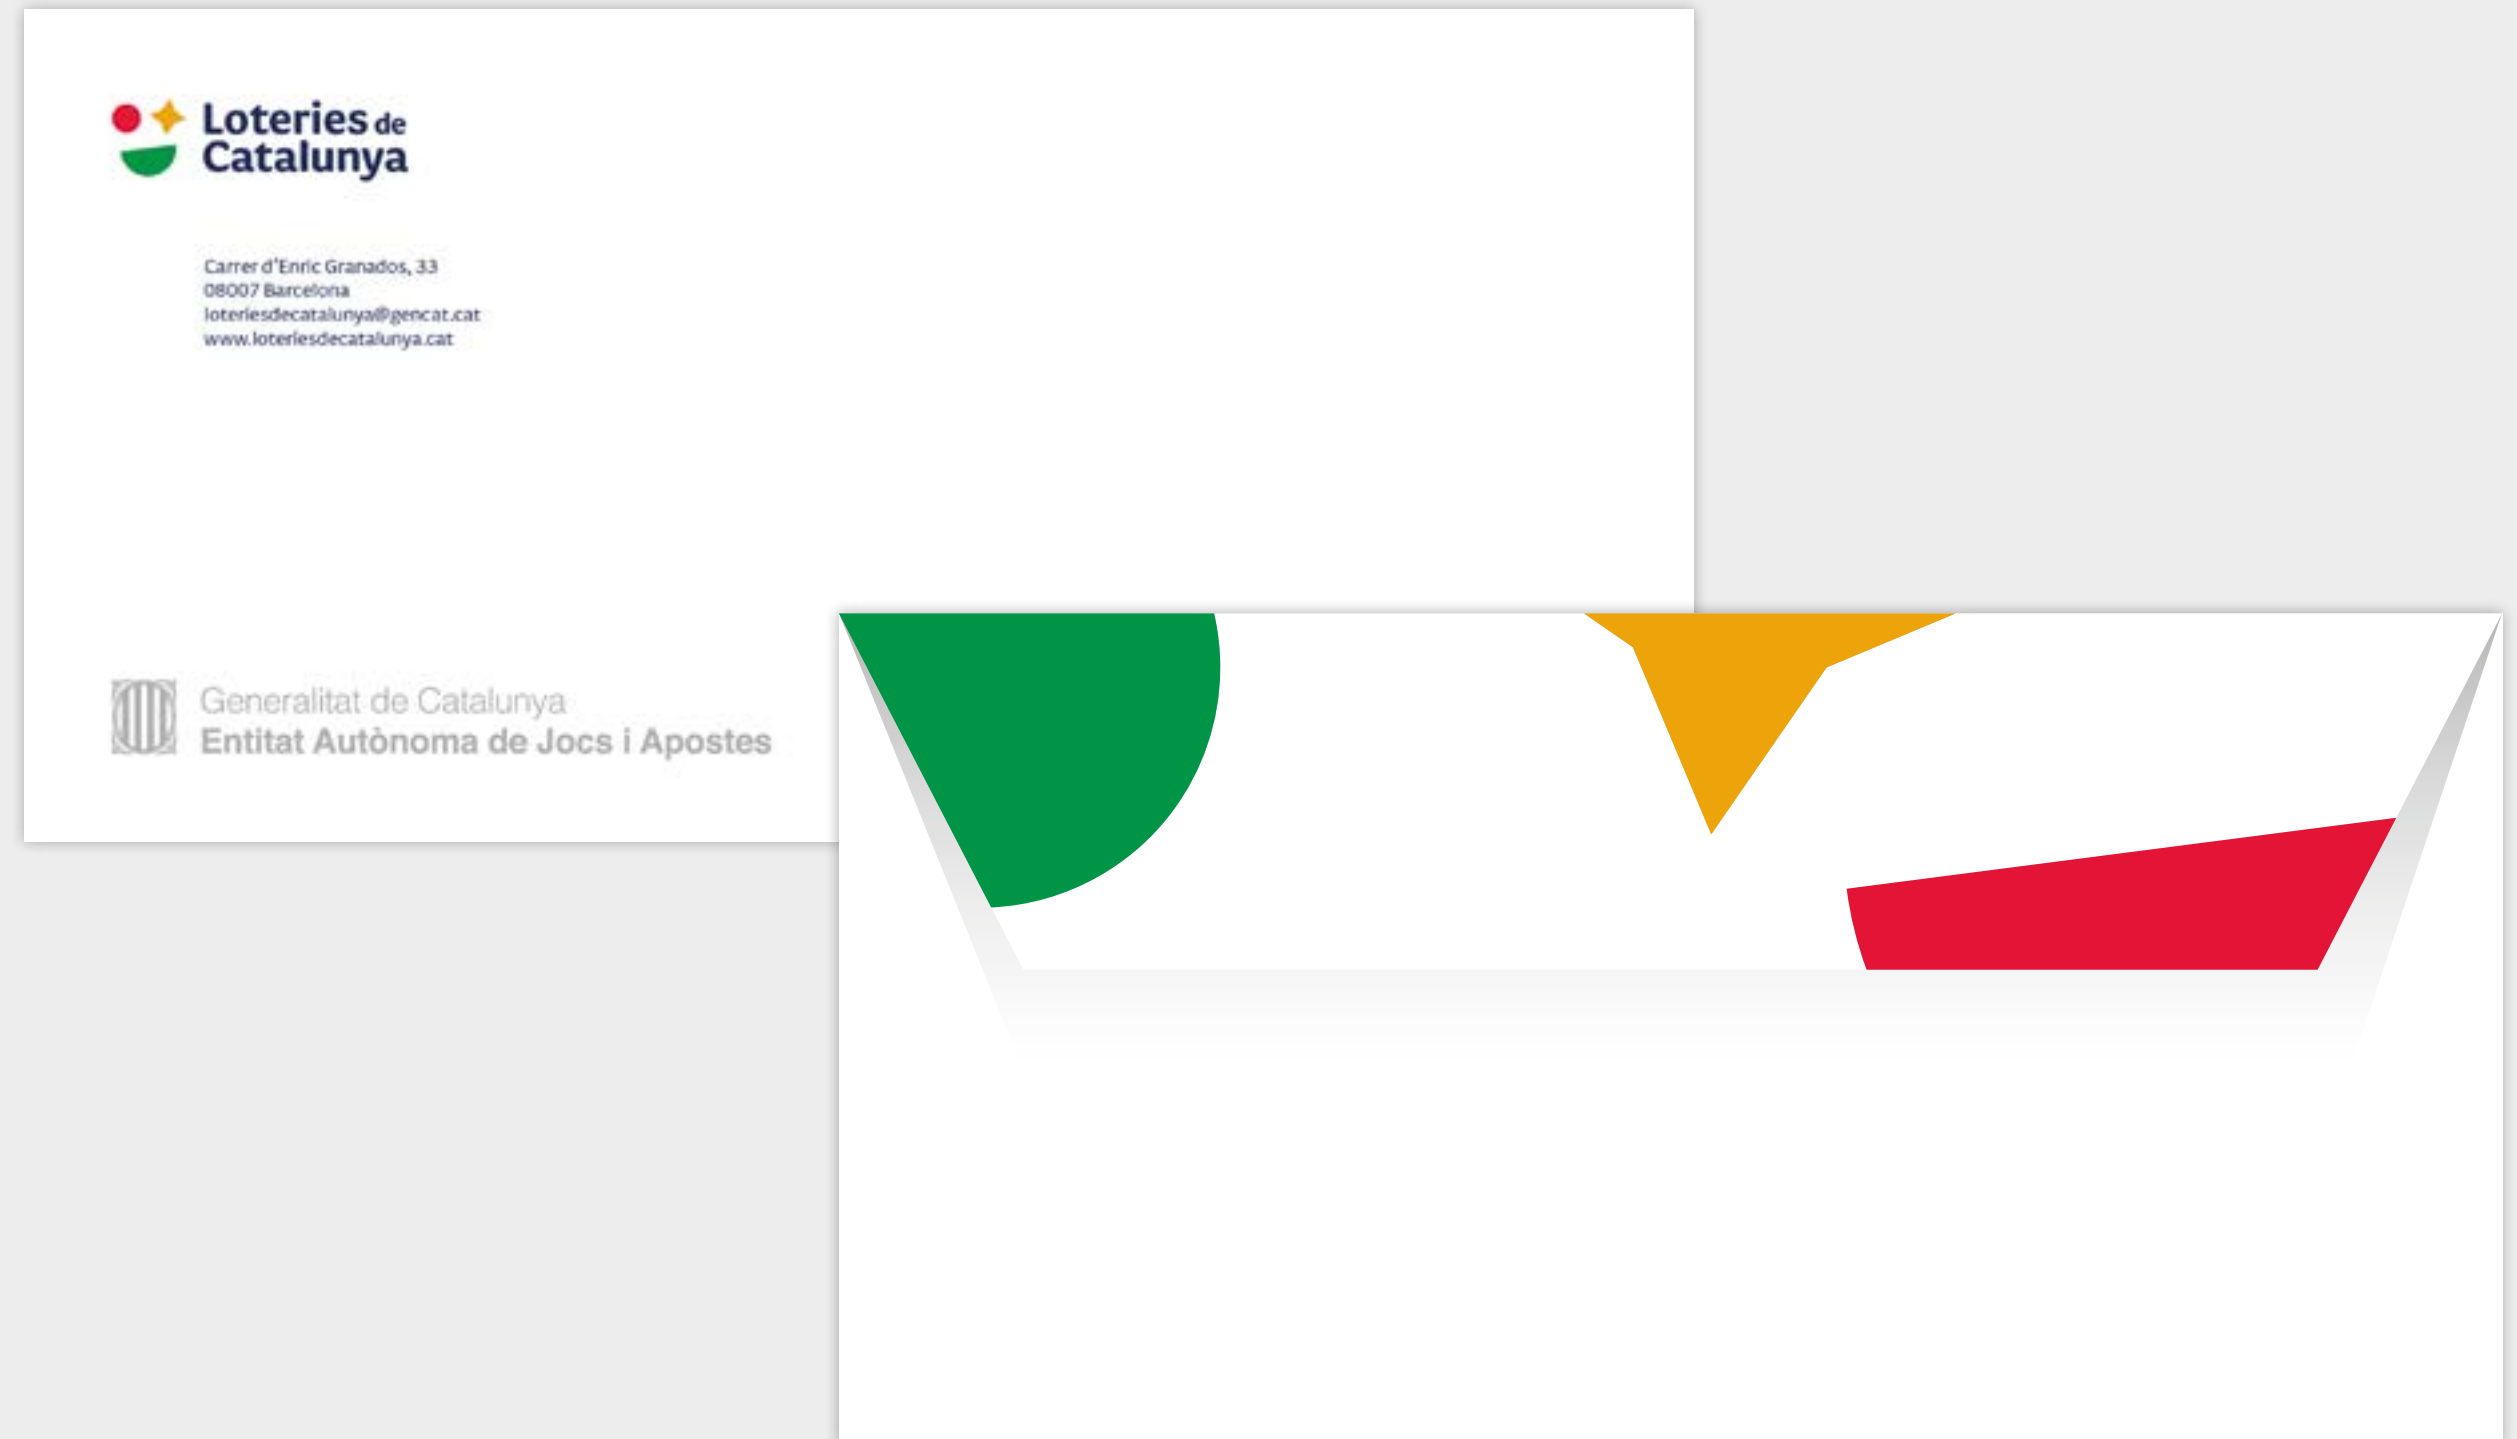 Loteries de
Catalunya
Carrer d'Enric Granados, 33
08007 Barcelona
loteriesdecatalunya@gencat.cat
www.loteriesdecatalunya.cat
Generalitat de Catalunya
Entitat Autònoma de Jocs i Apostes